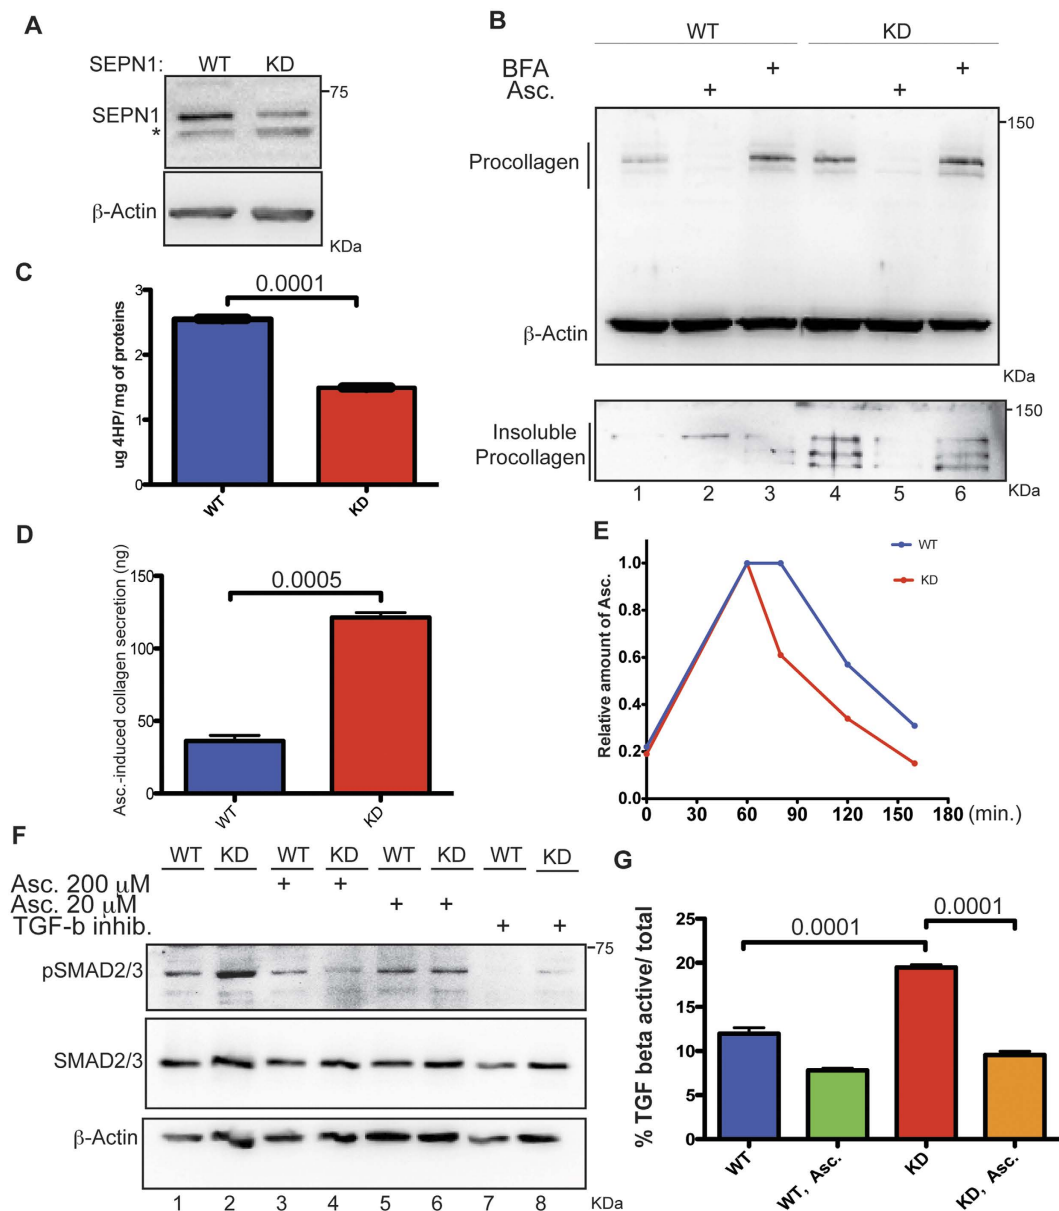 A
SEPN1: WT KD
75
SEPN1
*
β-Actin
KDa
B
WT KD
BFA + +
Asc. + +
150
Procollagen
β-Actin
KDa
150
Insoluble
Procollagen
1 2 3 4 5 6
KDa
C
0.0001
ug 4HP/ mg of proteins
3
2
1
0
WT KD
D
0.0005
Asc.-induced collagen secretion (ng)
150
100
50
0
WT KD
E
WT
KD
Relative amount of Asc.
1.0
0.8
0.6
0.4
0.2
0.0
0 30 60 90 120 150 180 (min.)
F
WT KD WT KD WT KD WT KD
Asc. 200 μM + +
Asc. 20 μM + +
TGF-b inhib. + +
75
pSMAD2/3
SMAD2/3
β-Actin
1 2 3 4 5 6 7 8 KDa
G
0.0001
0.0001
% TGF beta active/ total
25
20
15
10
5
0
WT
WT, Asc.
KD
KD, Asc.